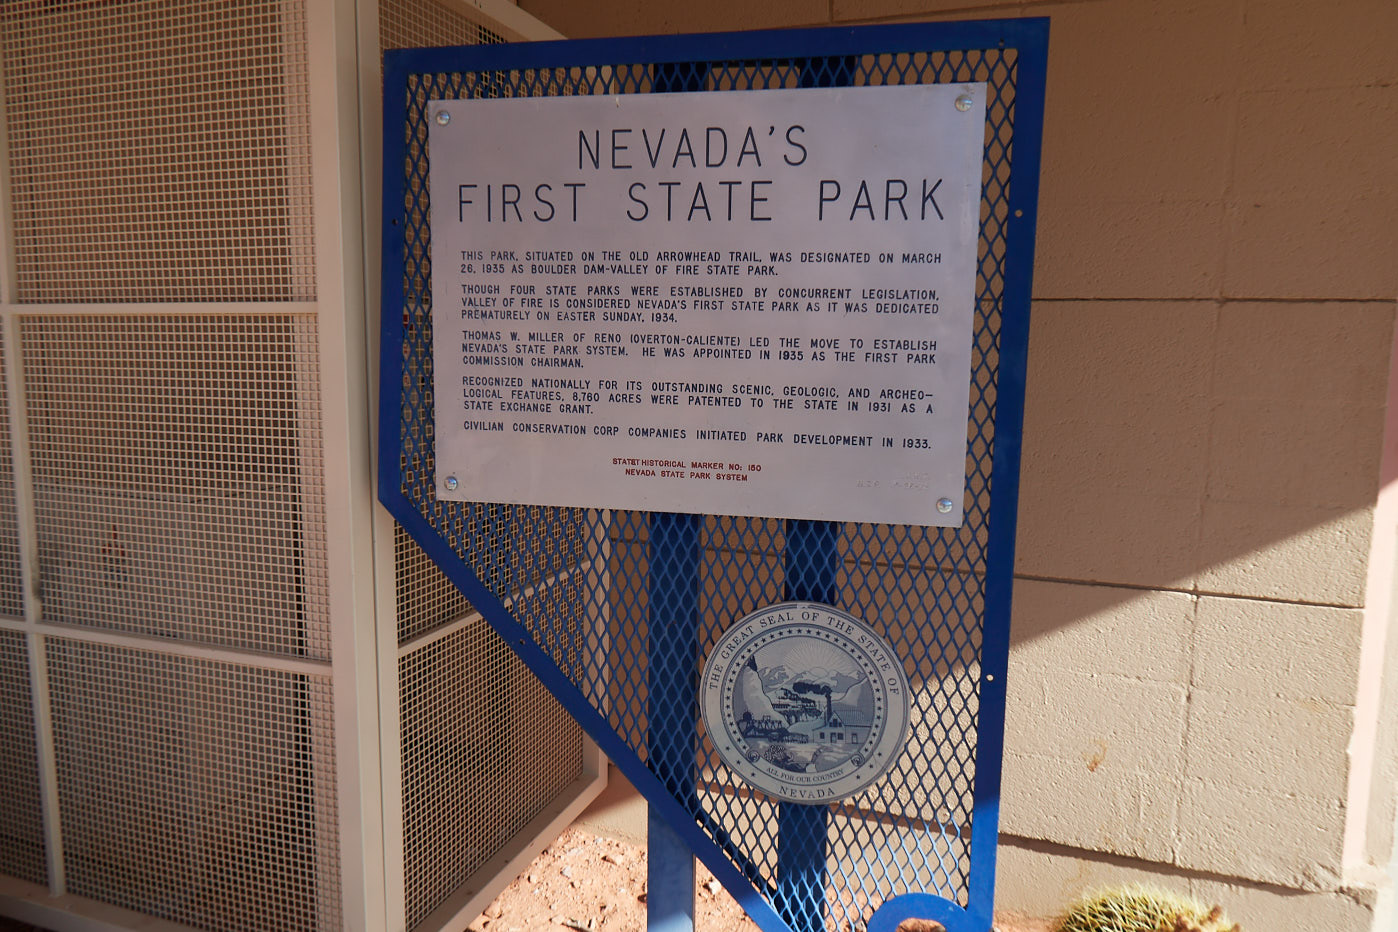 NEVADA'S
FIRST STATE PARK
THIS PARK, SITUATED ON THE OLD ARROWHEAD TRAIL, WAS DESIGNATED ON MARCH
26, 1935 AS BOULDER DAM-VALLEY OF FIRE STATE PARK.
THOUGH FOUR STATE PARKS WERE ESTABLISHED BY CONCURRENT LEGISLATION,
VALLEY OF FIRE IS CONSIDERED NEVADA'S FIRST STATE PARK AS IT WAS DEDICATED
PREMATURELY ON EASTER SUNDAY, 1934.
THOMAS W. MILLER OF RENO (OVERTON-CALIENTE) LED THE MOVE TO ESTABLISH
NEVADA'S STATE PARK SYSTEM. HE WAS APPOINTED IN 1935 AS THE FIRST PARK
COMMISSION CHAIRMAN.
RECOGNIZED NATIONALLY FOR ITS OUTSTANDING SCENIC, GEOLOGIC, AND ARCHEO-
LOGICAL FEATURES, 8,760 ACRES WERE PATENTED TO THE STATE IN 1931 AS A
STATE EXCHANGE GRANT.
CIVILIAN CONSERVATION CORP COMPANIES INITIATED PARK DEVELOPMENT IN 1933.
STATE HISTORICAL MARKER NO: 150
NEVADA STATE PARK SYSTEM
THE GREAT SEAL OF THE STATE OF
ALL FOR OUR COUNTRY
NEVADA